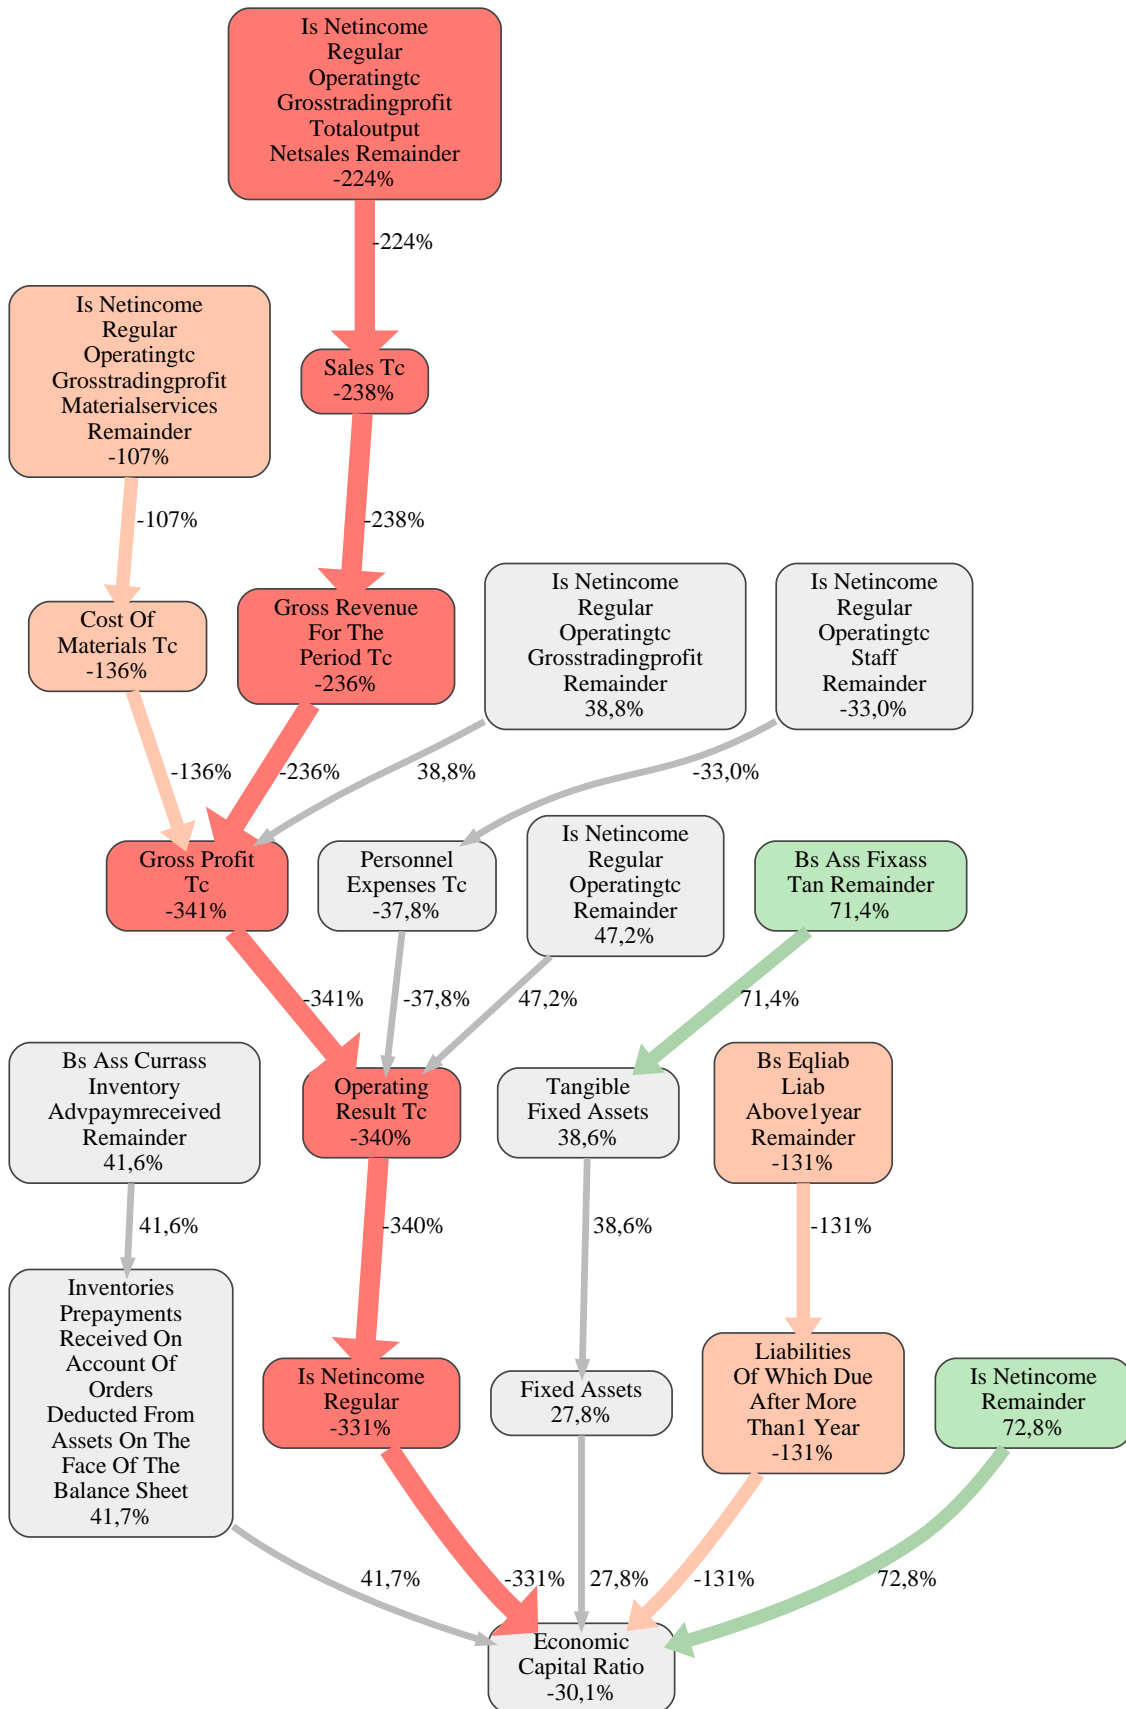 Is Netincome
Regular
Operatingtc
Grosstradingprofit
Totaloutput
Netsales Remainder
-224%
-224%
Is Netincome
Regular
Operatingtc
Grosstradingprofit
Materialservices
Remainder
-107%
Sales Tc
-238%
-107%
-238%
Cost Of
Materials Tc
-136%
Gross Revenue
For The
Period Tc
-236%
Is Netincome
Regular
Operatingtc
Grosstradingprofit
Remainder
38,8%
Is Netincome
Regular
Operatingtc
Staff
Remainder
-33,0%
-136%
-236%
38,8%
-33,0%
Gross Profit
Tc
-341%
Personnel
Expenses Tc
-37,8%
Is Netincome
Regular
Operatingtc
Remainder
47,2%
Bs Ass Fixass
Tan Remainder
71,4%
-341%
-37,8%
47,2%
71,4%
Bs Ass Currass
Inventory
Advpaymreceived
Remainder
41,6%
Operating
Result Tc
-340%
Tangible
Fixed Assets
38,6%
Bs Eqliab
Liab
Above1year
Remainder
-131%
41,6%
-340%
38,6%
-131%
Inventories
Prepayments
Received On
Account Of
Orders
Deducted From
Assets On The
Face Of The
Balance Sheet
41,7%
Is Netincome
Regular
-331%
Fixed Assets
27,8%
Liabilities
Of Which Due
After More
Than1 Year
-131%
Is Netincome
Remainder
72,8%
41,7%
-331%
27,8%
-131%
72,8%
Economic
Capital Ratio
-30,1%